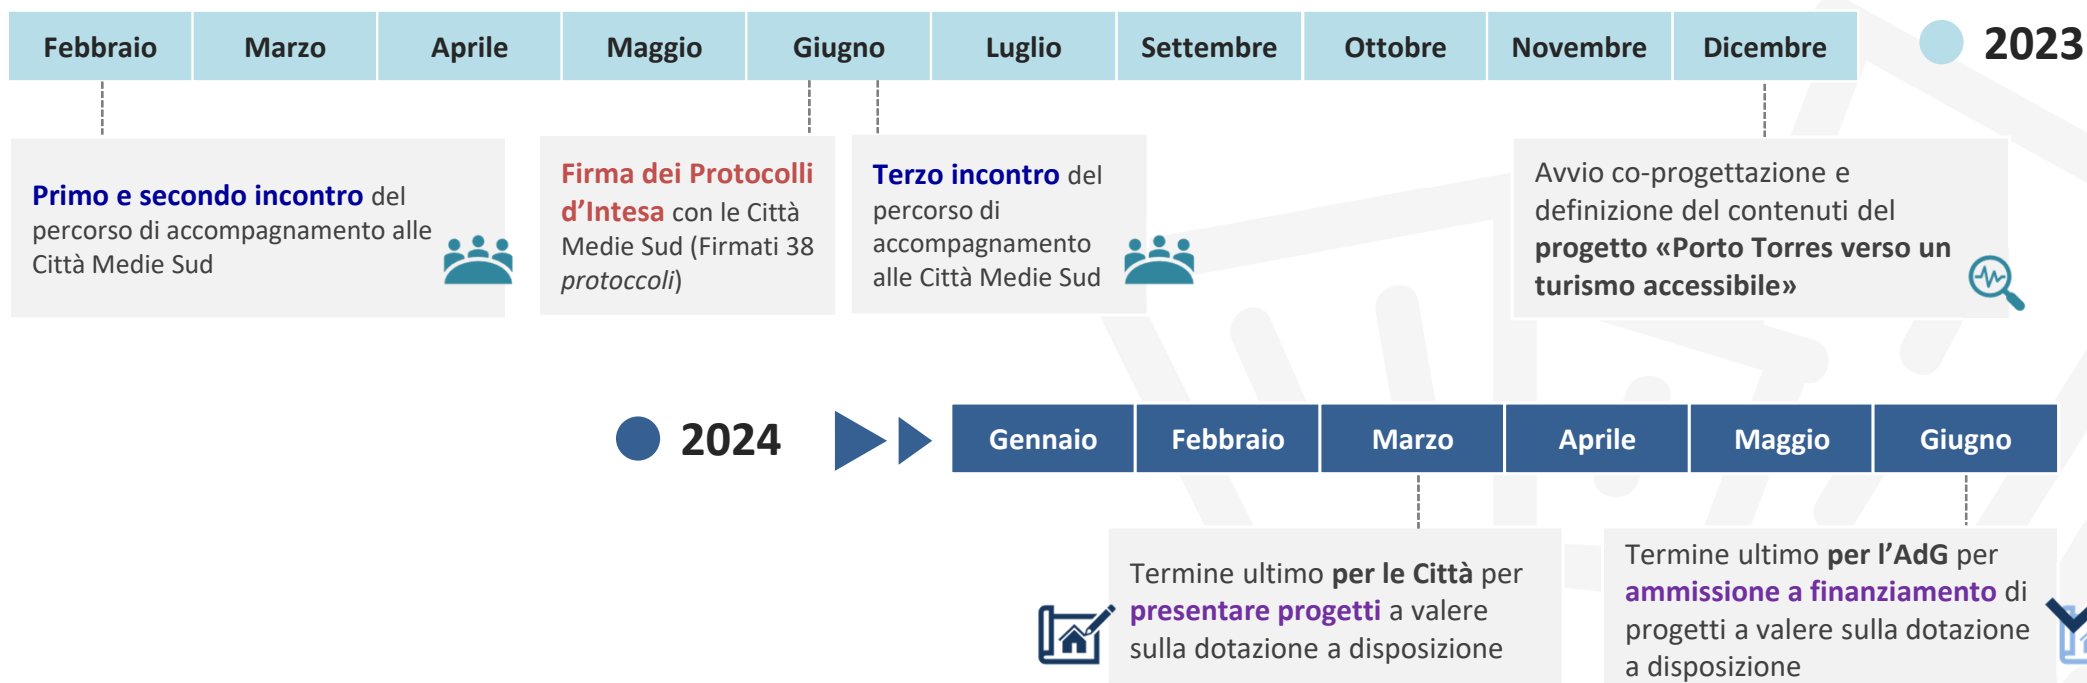 Febbraio Marzo Aprile Maggio Giugno Luglio Settembre Ottobre Novembre Dicembre 2023
Primo e secondo incontro del
percorso di accompagnamento alle
Città Medie Sud
Firma dei Protocolli
d’Intesa con le Città
Medie Sud (Firmati 38
protoccoli)
Terzo incontro del
percorso di
accompagnamento
alle Città Medie Sud
Avvio co-progettazione e
definizione del contenuti del
progetto «Porto Torres verso un
turismo accessibile»
2024 Gennaio Febbraio Marzo Aprile Maggio Giugno
Termine ultimo per le Città per
presentare progetti a valere
sulla dotazione a disposizione
Termine ultimo per l’AdG per
ammissione a finanziamento di
progetti a valere sulla dotazione
a disposizione